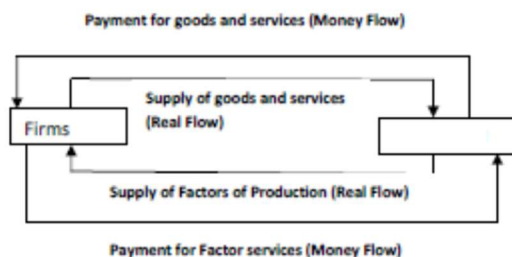 Payment for goods and services (Money Flow)
Supply of goods and services
(Real Flow)
Firms
Supply of Factors of Production (Real Flow)
Payment for Factor services (Money Flow)